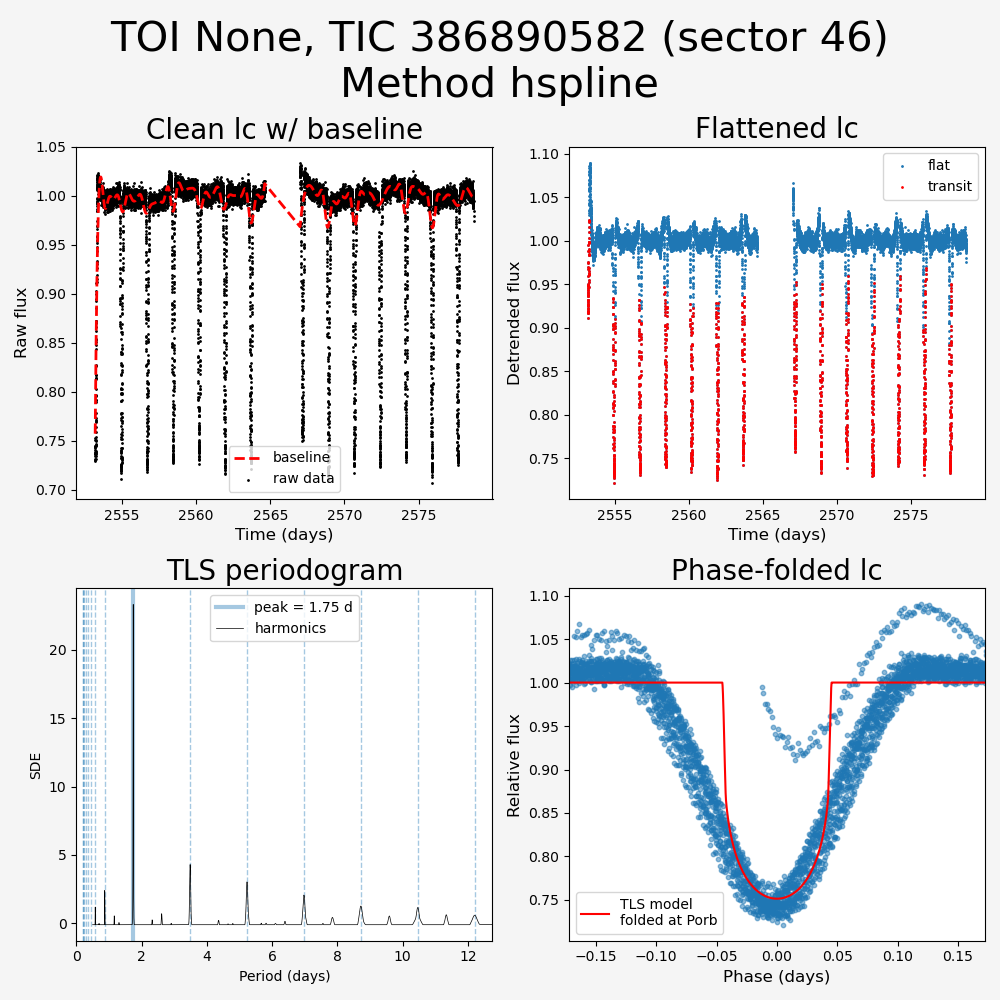 TOI None, TIC 386890582 (sector 46)
Method hspline
Clean lc w/ baseline
1.05
1.00
0.95
0.90
0.85
0.80
0.75
0.70
Raw flux
baseline
raw data
2555 2560 2565 2570 2575
Time (days)
Flattened lc
1.10
1.05
1.00
0.95
0.90
0.85
0.80
0.75
Detrended flux
flat
transit
2555 2560 2565 2570 2575
Time (days)
TLS periodogram
20
15
10
5
0
SDE
peak = 1.75 d
harmonics
0 2 4 6 8 10 12
Period (days)
Phase-folded lc
1.10
1.05
1.00
0.95
0.90
0.85
0.80
0.75
Relative flux
TLS model
folded at Porb
−0.15 −0.10 −0.05 0.00 0.05 0.10 0.15
Phase (days)